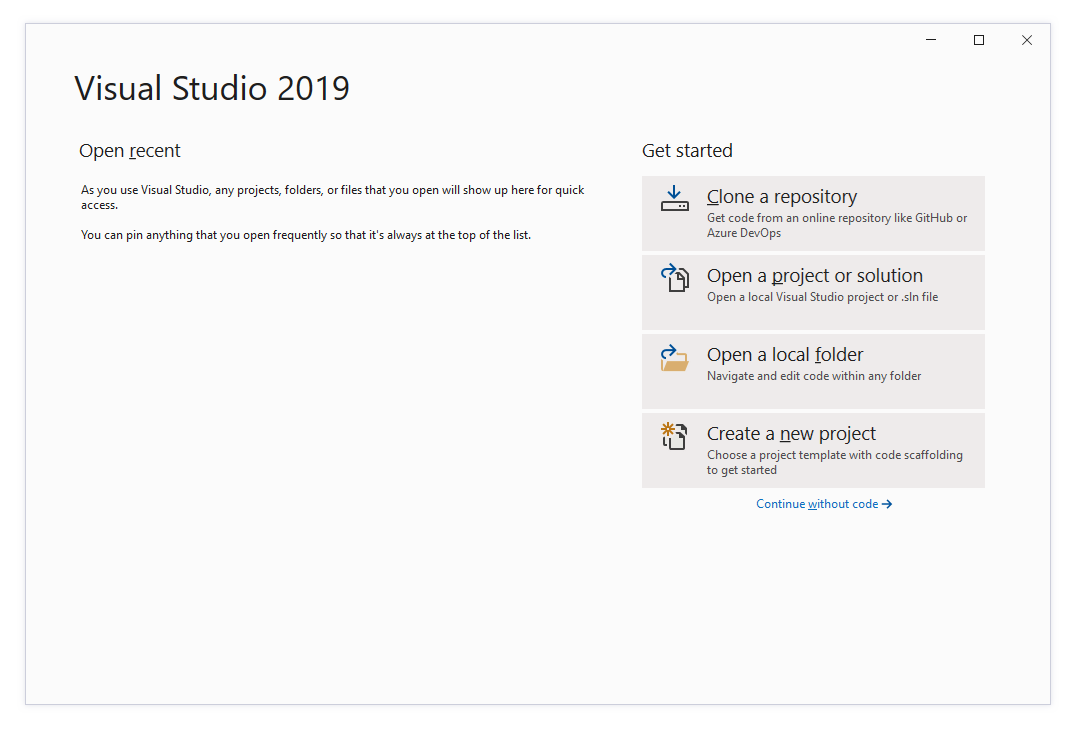 Visual Studio 2019
Open recent
As you use Visual Studio, any projects, folders, or files that you open will show up here for quick
access.
You can pin anything that you open frequently so that it's always at the top of the list.
Get started
Clone a repository
Get code from an online repository like GitHub or
Azure DevOps
Open a project or solution
Open a local Visual Studio project or .sln file
Open a local folder
Navigate and edit code within any folder
Create a new project
Choose a project template with code scaffolding
to get started
Continue without code →